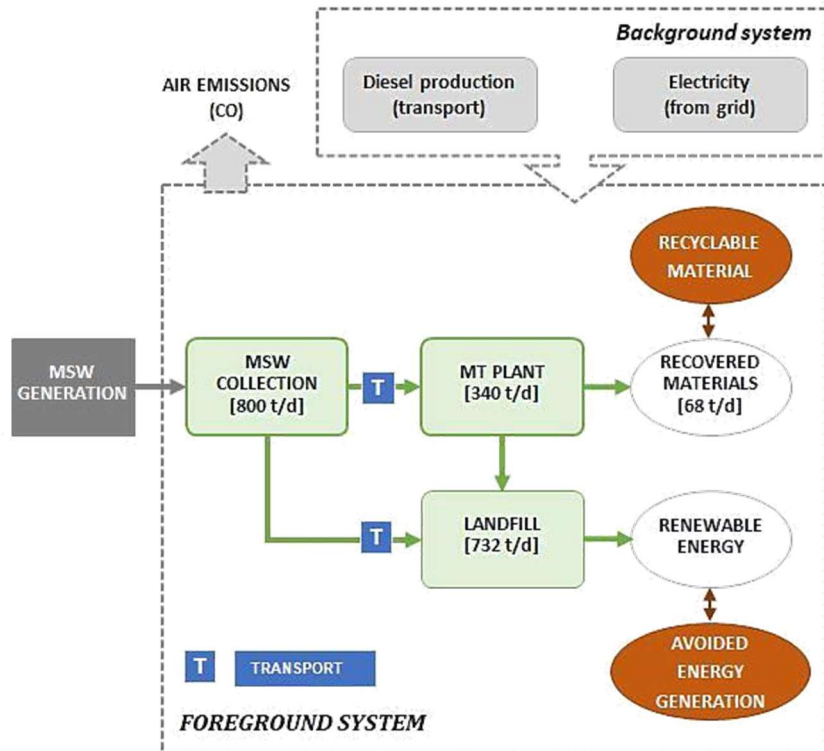 Background system
Diesel production
(transport)
Electricity
(from grid)
AIR EMISSIONS
(CO)
RECYCLABLE
MATERIAL
MSW
GENERATION
MSW
COLLECTION
[800 t/d]
T
MT PLANT
[340 t/d]
RECOVERED
MATERIALS
[68 t/d]
T
LANDFILL
[732 t/d]
RENEWABLE
ENERGY
AVOIDED
ENERGY
GENERATION
T
TRANSPORT
FOREGROUND SYSTEM